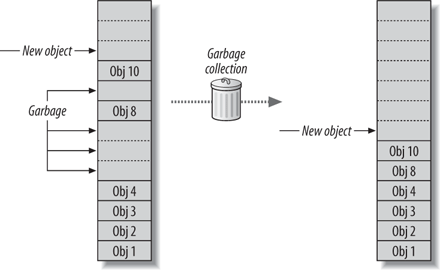 New object
Obj 10
Garbage
Obj 8
Obj 4
Obj 3
Obj 2
Obj 1
Garbage
collection
New object
Obj 10
Obj 8
Obj 4
Obj 3
Obj 2
Obj 1